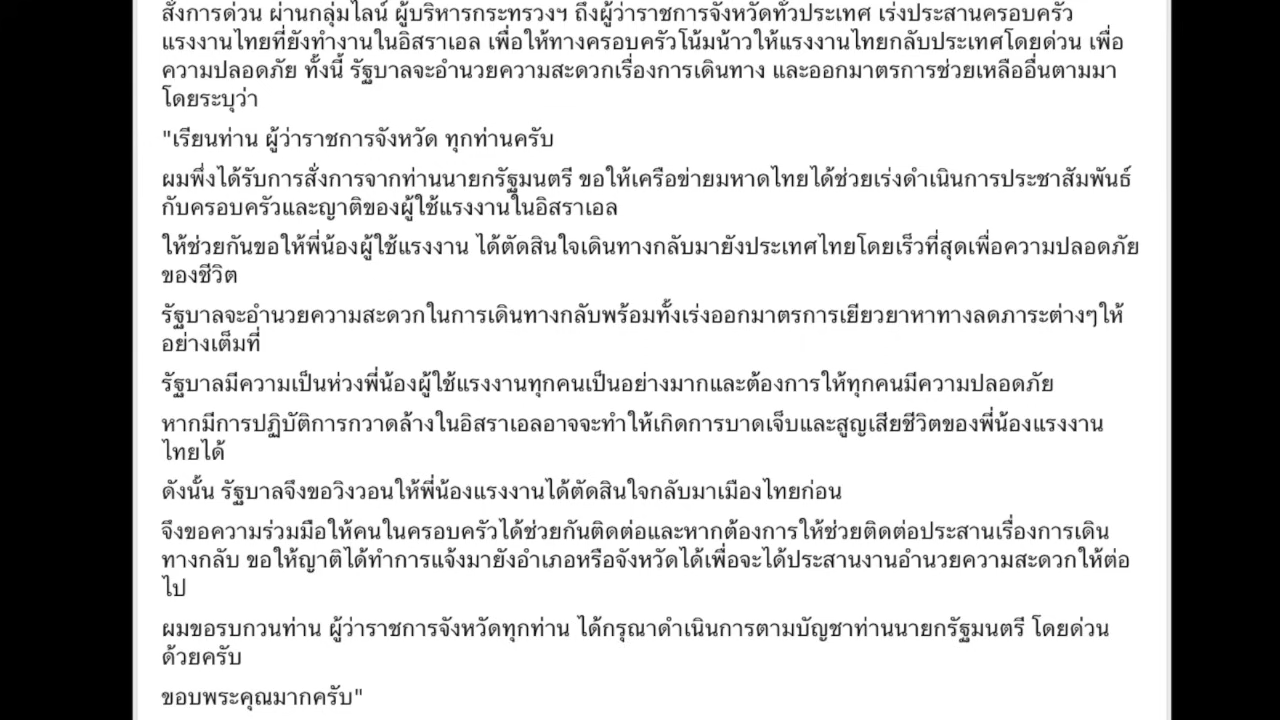 สั่งการด่วน ผ่านกลุ่มไลน์ ผู้บริหารกระทรวงฯ ถึงผู้ว่าราชการจังหวัดทั่วประเทศ เร่งประสานครอบครัว
แรงงานไทยที่ยังทำงานในอิสราเอล เพื่อให้ทางครอบครัวโน้มน้าวให้แรงงานไทยกลับประเทศโดยด่วน เพื่อ
ความปลอดภัย ทั้งนี้ รัฐบาลจะอำนวยความสะดวกเรื่องการเดินทาง และออกมาตรการช่วยเหลืออื่นตามมา
โดยระบุว่า
"เรียนท่าน ผู้ว่าราชการจังหวัด ทุกท่านครับ
ผมพึ่งได้รับการสั่งการจากท่านนายกรัฐมนตรี ขอให้เครือข่ายมหาดไทยได้ช่วยเร่งดำเนินการประชาสัมพันธ์
กับครอบครัวและญาติของผู้ใช้แรงงานในอิสราเอล
ให้ช่วยกันขอให้พี่น้องผู้ใช้แรงงาน ได้ตัดสินใจเดินทางกลับมายังประเทศไทยโดยเร็วที่สุดเพื่อความปลอดภัย
ของชีวิต
รัฐบาลจะอำนวยความสะดวกในการเดินทางกลับพร้อมทั้งเร่งออกมาตรการเยียวยาหาทางลดภาระต่างๆให้
อย่างเต็มที่
รัฐบาลมีความเป็นห่วงพี่น้องผู้ใช้แรงงานทุกคนเป็นอย่างมากและต้องการให้ทุกคนมีความปลอดภัย
หากมีการปฏิบัติการกวาดล้างในอิสราเอลอาจจะทำให้เกิดการบาดเจ็บและสูญเสียชีวิตของพี่น้องแรงงาน
ไทยได้
ดังนั้น รัฐบาลจึงขอวิงวอนให้พี่น้องแรงงานได้ตัดสินใจกลับมาเมืองไทยก่อน
จึงขอความร่วมมือให้คนในครอบครัวได้ช่วยกันติดต่อและหากต้องการให้ช่วยติดต่อประสานเรื่องการเดิน
ทางกลับ ขอให้ญาติได้ทำการแจ้งมายังอำเภอหรือจังหวัดได้เพื่อจะได้ประสานงานอำนวยความสะดวกให้ต่อ
ไป
ผมขอรบกวนท่าน ผู้ว่าราชการจังหวัดทุกท่าน ได้กรุณาดำเนินการตามบัญชาท่านนายกรัฐมนตรี โดยด่วน
ด้วยครับ
ขอบพระคุณมากครับ"